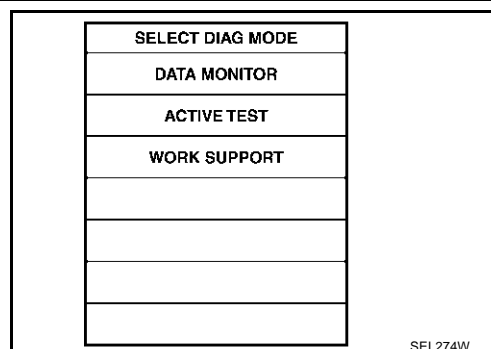 SELECT DIAG MODE
DATA MONITOR
ACTIVE TEST
WORK SUPPORT
SEL274W